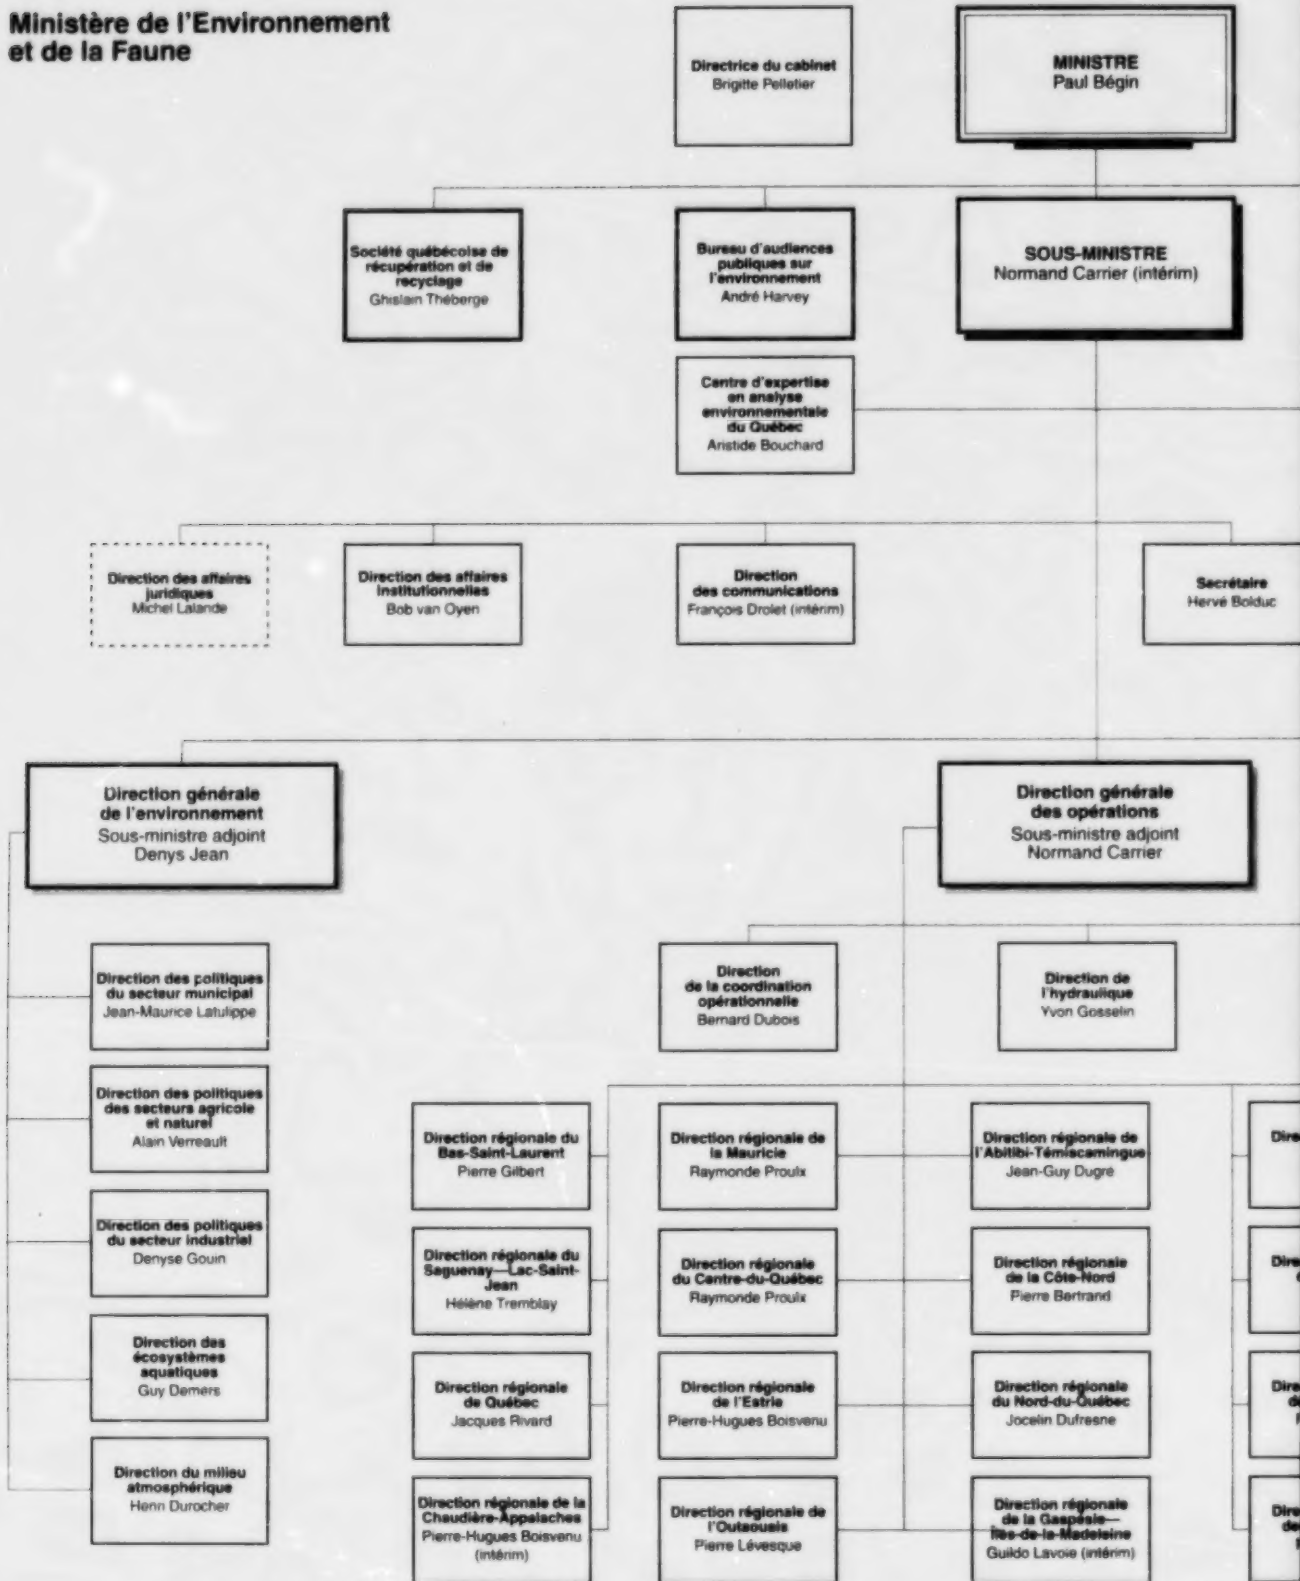 Ministère de l'Environnement
et de la Faune
Directrice du cabinet
Brigitte Pelletier
MINISTRE
Paul Bégin
Société québécoise de
récupération et de
recyclage
Ghislain Théberge
Bureau d'audiences
publiques sur
l'environnement
André Harvey
SOUS-MINISTRE
Normand Carrier (intérim)
Centre d'expertise
en analyse
environnementale
du Québec
Aristide Bouchard
Direction des affaires
juridiques
Michel Lalande
Direction des affaires
institutionnelles
Bob van Oyen
Direction
des communications
François Drolet (intérim)
Secrétaire
Hervé Bolduc
Direction générale
de l'environnement
Sous-ministre adjoint
Denys Jean
Direction générale
des opérations
Sous-ministre adjoint
Normand Carrier
Direction des politiques
du secteur municipal
Jean-Maurice Latulippe
Direction
de la coordination
opérationnelle
Bernard Dubois
Direction de
l'hydraulique
Yvon Gosselin
Direction des politiques
des secteurs agricole
et naturel
Alain Verreault
Direction régionale du
Bas-Saint-Laurent
Pierre Gilbert
Direction régionale de
la Mauricie
Raymonde Proulx
Direction régionale de
l'Abitibi-Témiscamingue
Jean-Guy Dugré
Dire
Direction des politiques
du secteur industriel
Denyse Gouin
Direction régionale du
Saguenay—Lac-Saint-
Jean
Hélène Tremblay
Direction régionale
du Centre-du-Québec
Raymonde Proulx
Direction régionale
de la Côte-Nord
Pierre Bertrand
Dire
Direction des
écosystèmes
aquatiques
Guy Demers
Direction régionale
de Québec
Jacques Rivard
Direction régionale
de l'Estrie
Pierre-Hugues Boisvenu
Direction régionale
du Nord-du-Québec
Jocelin Dufresne
Dire
de
Direction du milieu
atmosphérique
Henri Durocher
Direction régionale de la
Chaudière-Appalaches
Pierre-Hugues Boisvenu
(intérim)
Direction régionale de
l'Outaouais
Pierre Lévesque
Direction régionale
de la Gaspésie—
Îles-de-la-Madeleine
Guildo Lavoie (intérim)
Dire
de